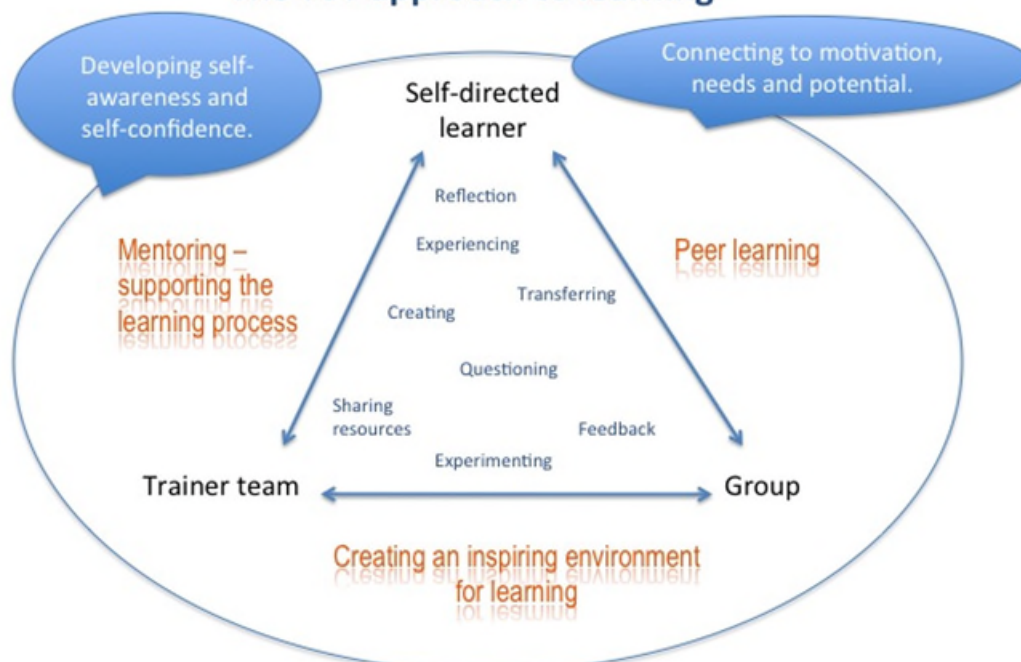 Developing self-
awareness and
self-confidence.
Connecting to motivation,
needs and potential.
Self-directed
learner
Reflection
Experiencing
Transferring
Creating
Questioning
Sharing
resources
Feedback
Experimenting
Mentoring –
supporting the
learning process
Peer learning
Trainer team
Group
Creating an inspiring environment
for learning